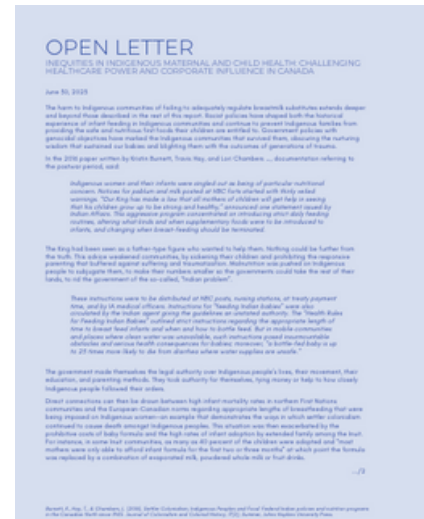 OPEN LETTER
INEQUITIES IN INDIGENOUS MATERNAL AND CHILD HEALTH: CHALLENGING
HEALTHCARE POWER AND CORPORATE INFLUENCE IN CANADA
June 30, 2025
The harm to Indigenous communities of failing to adequately regulate breastmilk substitutes extends deeper
and beyond those described in the rest of this report. Racist policies have shaped both the historical
experience of infant feeding in Indigenous communities and continue to prevent Indigenous families from
providing the safe and nutritious first foods their children are entitled to. Government policies with
genocidal objectives have marked the Indigenous communities that survived them, obscuring the nurturing
wisdom that sustained our babies and blighting them with the outcomes of generations of trauma.
In the 2016 paper written by Kristin Burnett, Travis Hay, and Lori Chambers ..., documentation referring to
the postwar period, said:
Indigenous women and their infants were singled out as being of particular nutritional
concern. Notices for pablum and milk posted at HBC forts started with thinly veiled
warnings. "Our King has made a law that all mothers of children will get help in seeing
that his children grow up to be strong and healthy," announced one statement issued by
Indian Affairs. This aggressive program concentrated on introducing strict daily feeding
routines, altering what kinds and when supplementary foods were to be introduced to
infants, and changing when breast-feeding should be terminated.
The King had been seen as a father-type figure who wanted to help them. Nothing could be further from
the truth. This advice weakened communities, by sickening their children and prohibiting the responsive
parenting that buffered against suffering and traumatization. Malnutrition was pushed on Indigenous
people to subjugate them, to make their numbers smaller so the governments could take the rest of their
lands, to rid the government of the so-called, "Indian problem".
These instructions were to be distributed at HBC posts, nursing stations, at treaty payment
time, and by IA medical officers. Instructions for "feeding Indian babies" were also
circulated by the Indian agent giving the guidelines an unstated authority. The "Health Rules
for Feeding Indian Babies" outlined strict instructions regarding the appropriate length of
time to breast feed infants and when and how to bottle feed. But in mobile communities
and places where clean water was unavailable, such instructions posed insurmountable
obstacles and serious health consequences for babies; moreover, "a bottle-fed baby is up
to 25 times more likely to die from diarrhea where water supplies are unsafe."
The government made themselves the legal authority over Indigenous people's lives, their movement, their
education, and parenting methods. They took authority for themselves, tying money or help to how closely
Indigenous people followed their orders.
Direct connections can then be drawn between high infant mortality rates in northern First Nations
communities and the European-Canadian norms regarding appropriate lengths of breastfeeding that were
being imposed on Indigenous women—an example that demonstrates the ways in which settler colonialism
continued to cause death amongst Indigenous peoples. This situation was then exacerbated by the
prohibitive costs of baby formula and the high rates of infant adoption by extended family among the Inuit.
For instance, in some Inuit communities, as many as 40 percent of the children were adopted and "most
mothers were only able to afford infant formula for the first two or three months" at which point the formula
was replaced by a combination of evaporated milk, powdered whole milk or fruit drinks.
.../2
Burnett, K., Hay, T., & Chambers, L. (2016). Settler Colonialism, Indigenous Peoples and Food: Federal Indian policies and nutrition programs
in the Canadian North since 1945. Journal of Colonialism and Colonial History, 17(2), Summer, Johns Hopkins University Press.